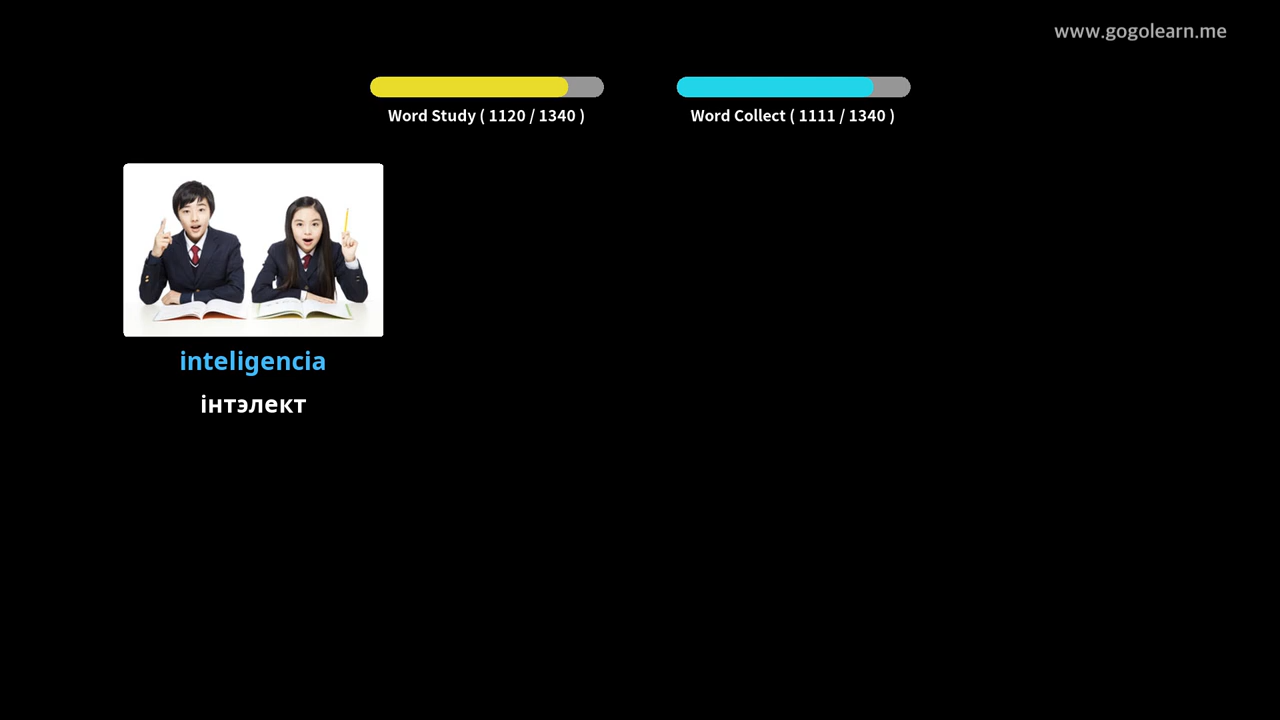 www.gogolearn.me
Word Study ( 1120 / 1340 )
Word Collect ( 1111 / 1340 )
inteligencia
інтэлект